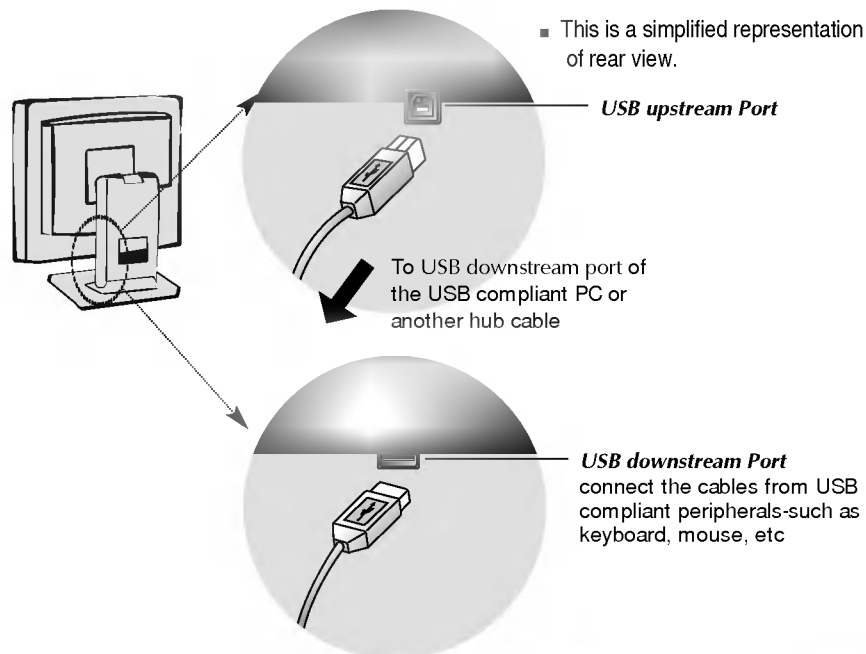 ■ This is a simplified representation
of rear view.
USB upstream Port
To USB downstream port of
the USB compliant PC or
another hub cable
USB downstream Port
connect the cables from USB
compliant peripherals-such as
keyboard, mouse, etc